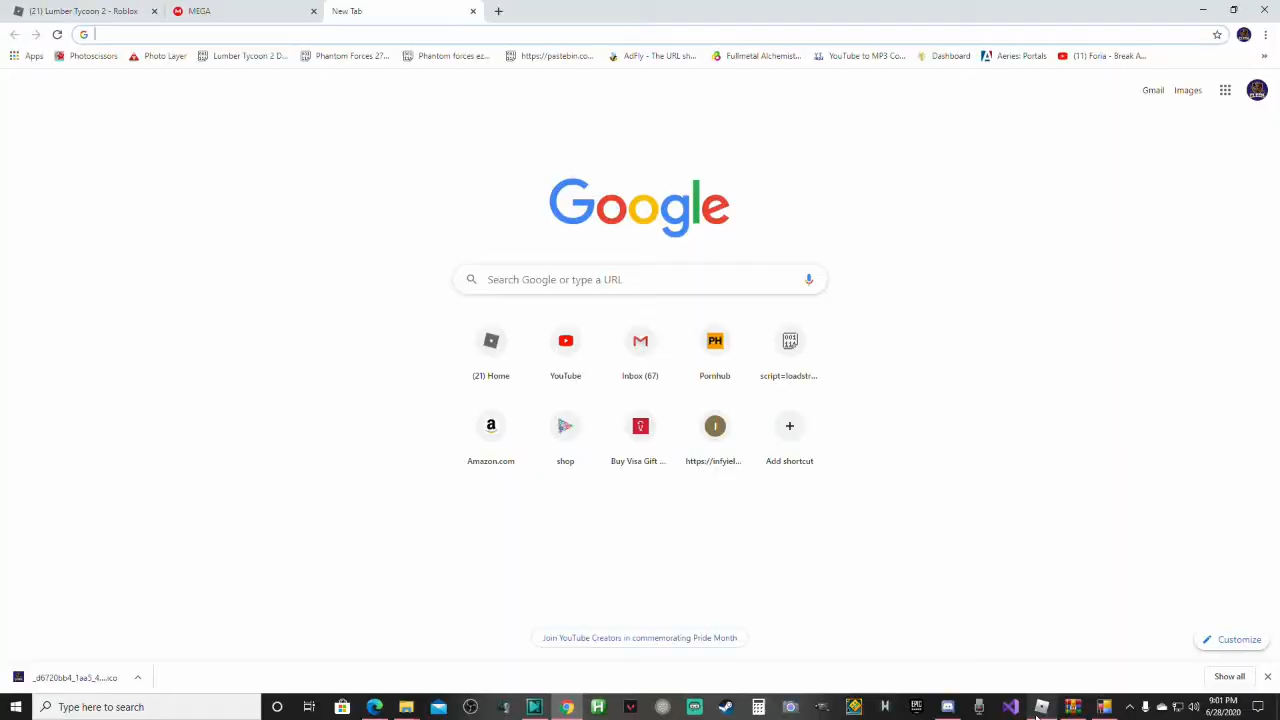 (21) Lumber Tycoon 2 - Roblox
MEGA
New Tab
Apps
Photoscissors
Photo Layer
Lumber Tycoon 2 D...
Phantom Forces 27...
Phantom forces ez...
https://pastebin.co...
AdFly - The URL sh...
Fullmetal Alchemist...
YouTube to MP3 Co...
Dashboard
Aeries: Portals
(11) Foria - Break A...
Gmail
Images
Google
Search Google or type a URL
(21) Home
YouTube
Inbox (67)
PH
Pornhub
script=loadstr...
Amazon.com
shop
Buy Visa Gift ...
https://infyiel...
Add shortcut
Join YouTube Creators in commemorating Pride Month
Customize
_d6720bb4_1aa5_4....ico
Show all
Type here to search
9:01 PM
6/28/2020